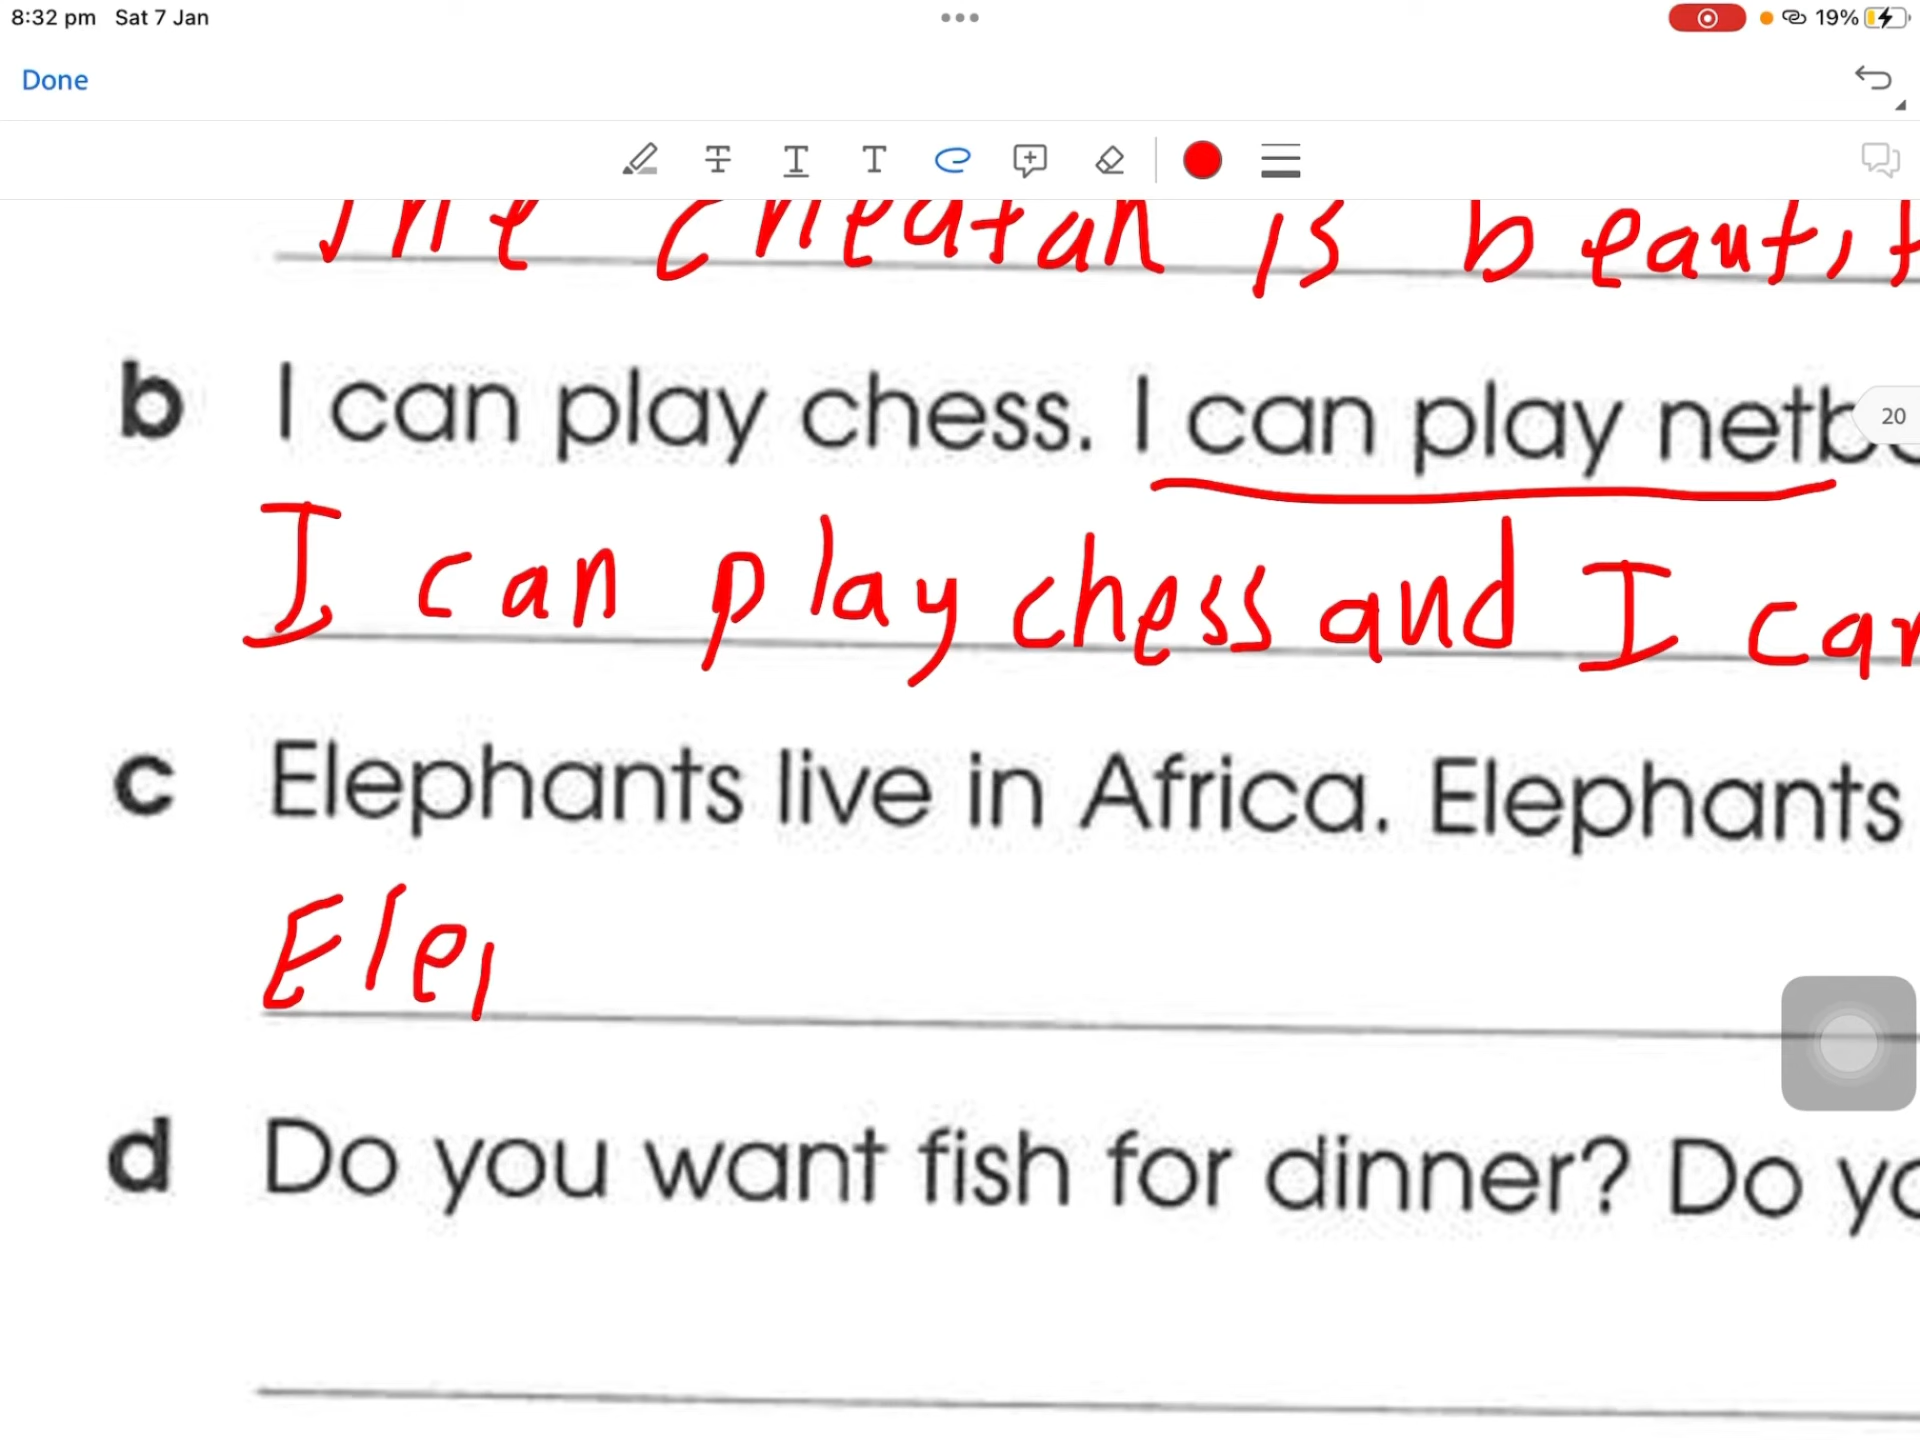 8:32 pm Sat 7 Jan 19%
Done
T T T
The cheatah is beautif
b I can play chess. I can play netb
20
I can play chess and I can
c Elephants live in Africa. Elephants
Ele
d Do you want fish for dinner? Do yo